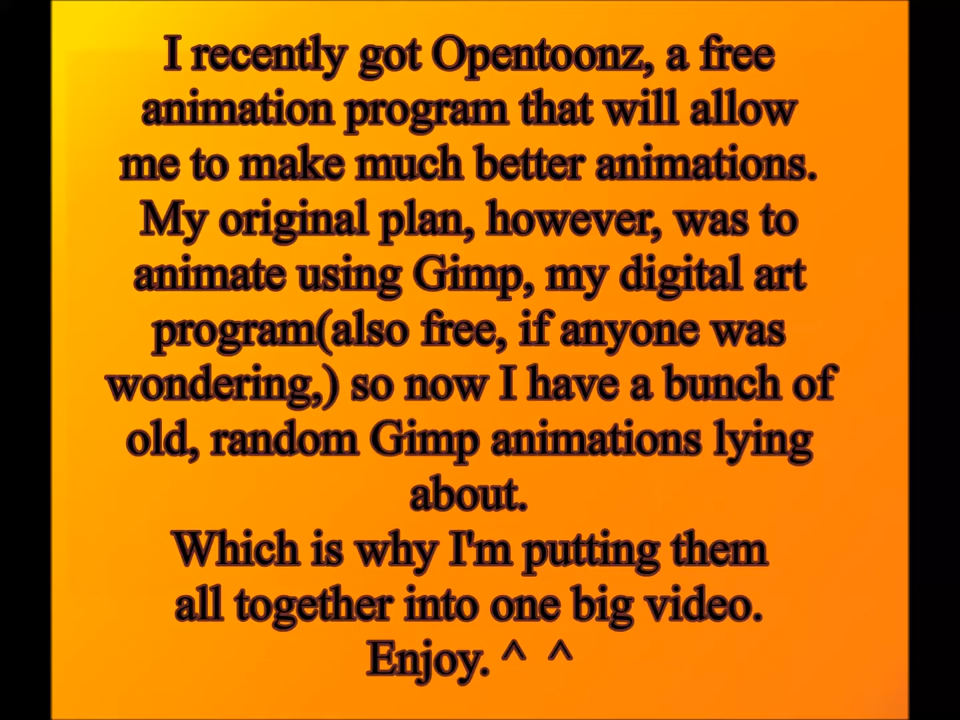 I recently got Opentoonz, a free
animation program that will allow
me to make much better animations.
My original plan, however, was to
animate using Gimp, my digital art
program(also free, if anyone was
wondering,) so now I have a bunch of
old, random Gimp animations lying
about.
Which is why I'm putting them
all together into one big video.
Enjoy. ^ ^